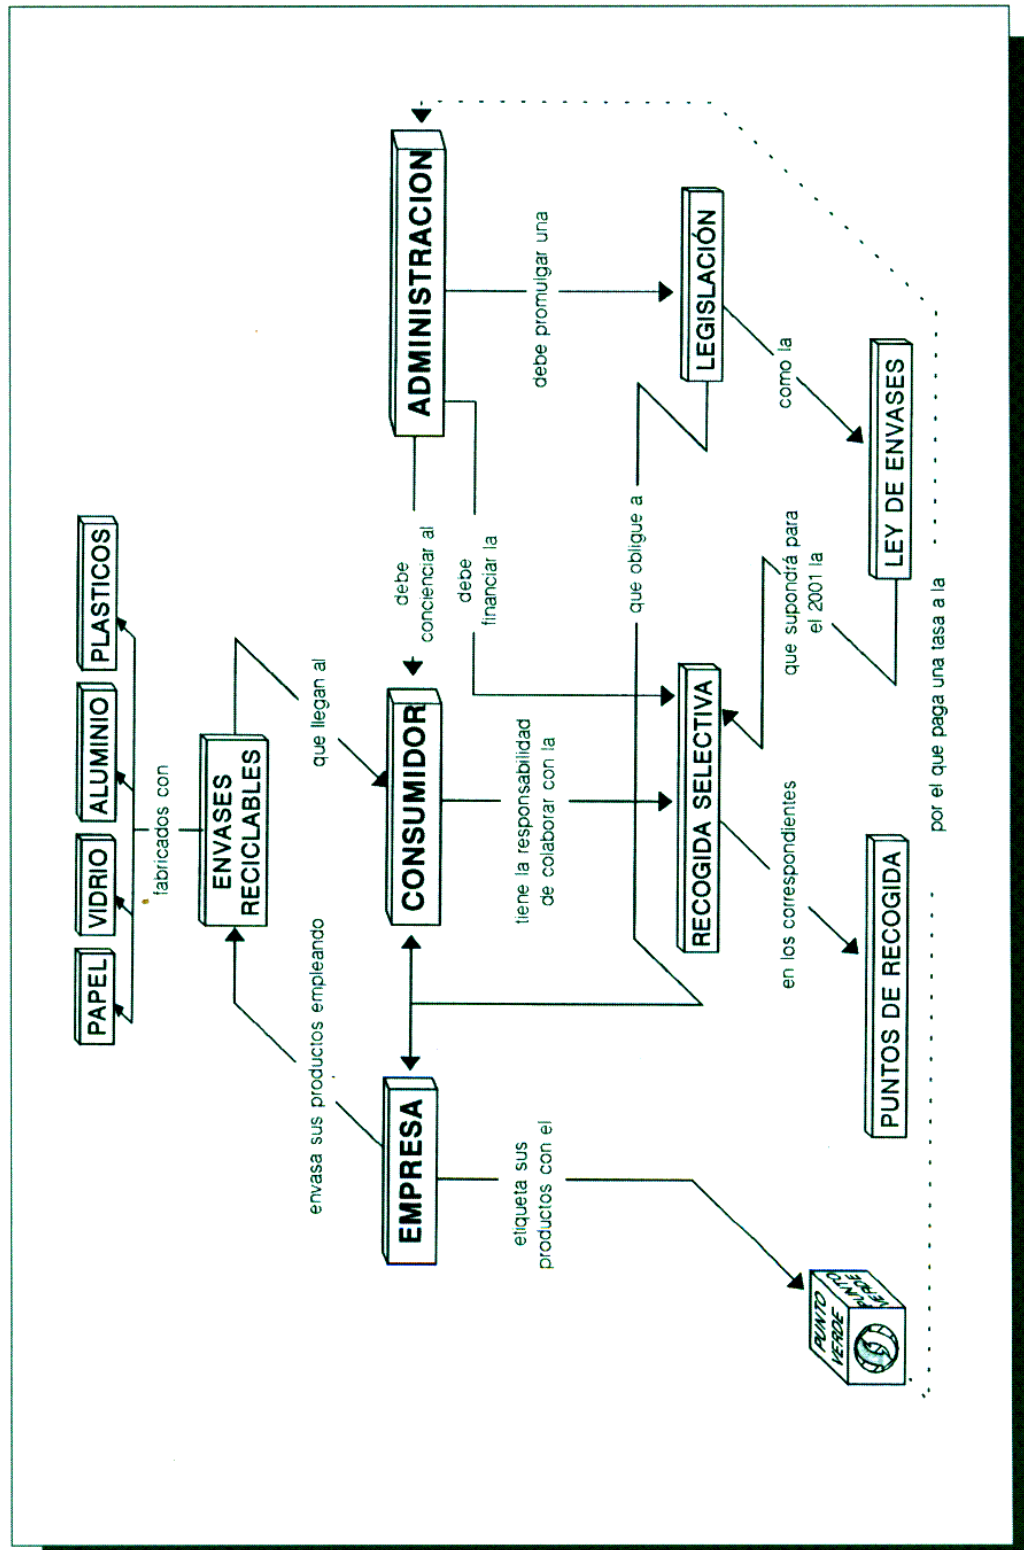 PAPEL
VIDRIO
ALUMINIO
PLASTICOS
fabricados con
ENVASES
RECICLABLES
envasa sus productos empleando
que llegan al
EMPRESA
CONSUMIDOR
debe
concienciar al
ADMINISTRACION
debe
financiar la
etiqueta sus
productos con el
tiene la responsabilidad
de colaborar con la
que obligue a
debe promulgar una
RECOGIDA SELECTIVA
LEGISLACIÓN
en los correspondientes
que supondrá para
el 2001 la
como la
PUNTO
VERDE
PUNTO
VERDE
PUNTOS DE RECOGIDA
LEY DE ENVASES
por el que paga una tasa a la